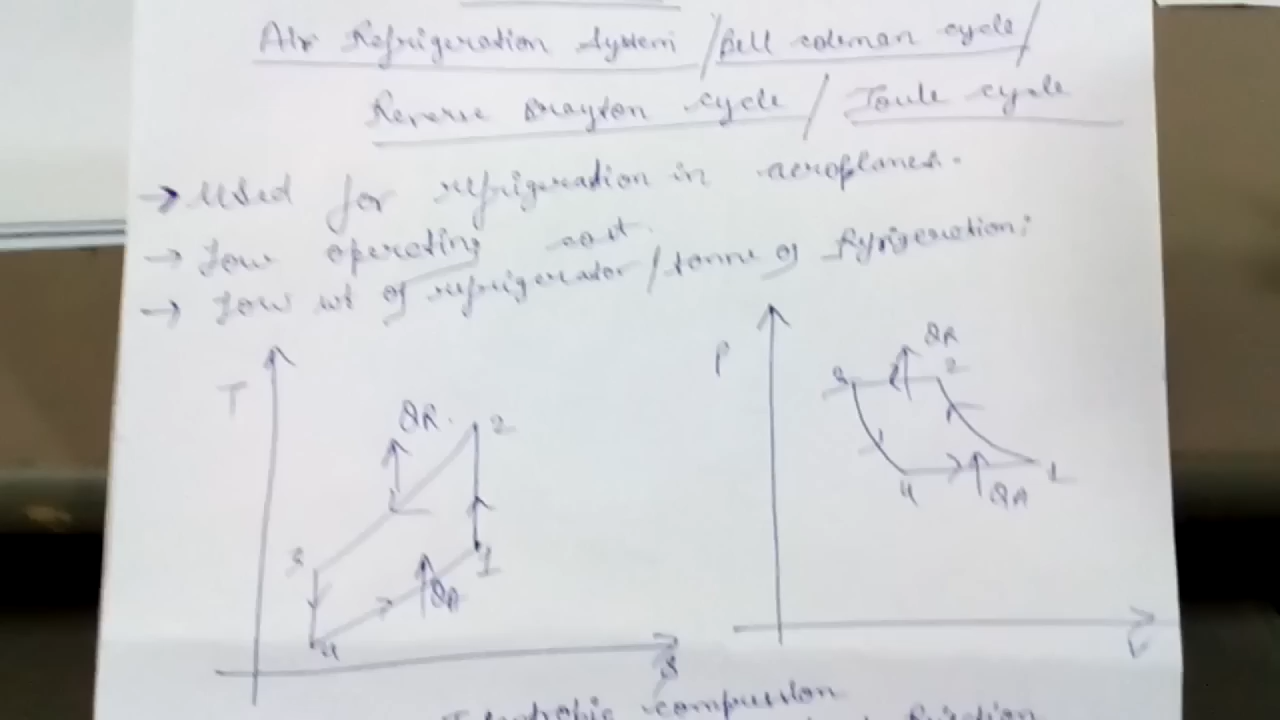 Air Refrigeration System / Bell coleman cycle /
Reverse Brayton cycle / Joule cycle
→ Used for refrigeration in aeroplanes.
→ Low operating cost.
→ Low wt of refrigerator / tonne of Refrigeration:
T
QR.
2
3
1
QA
4
S
P
QR
3
2
4
QA
1
V
Isentropic compression